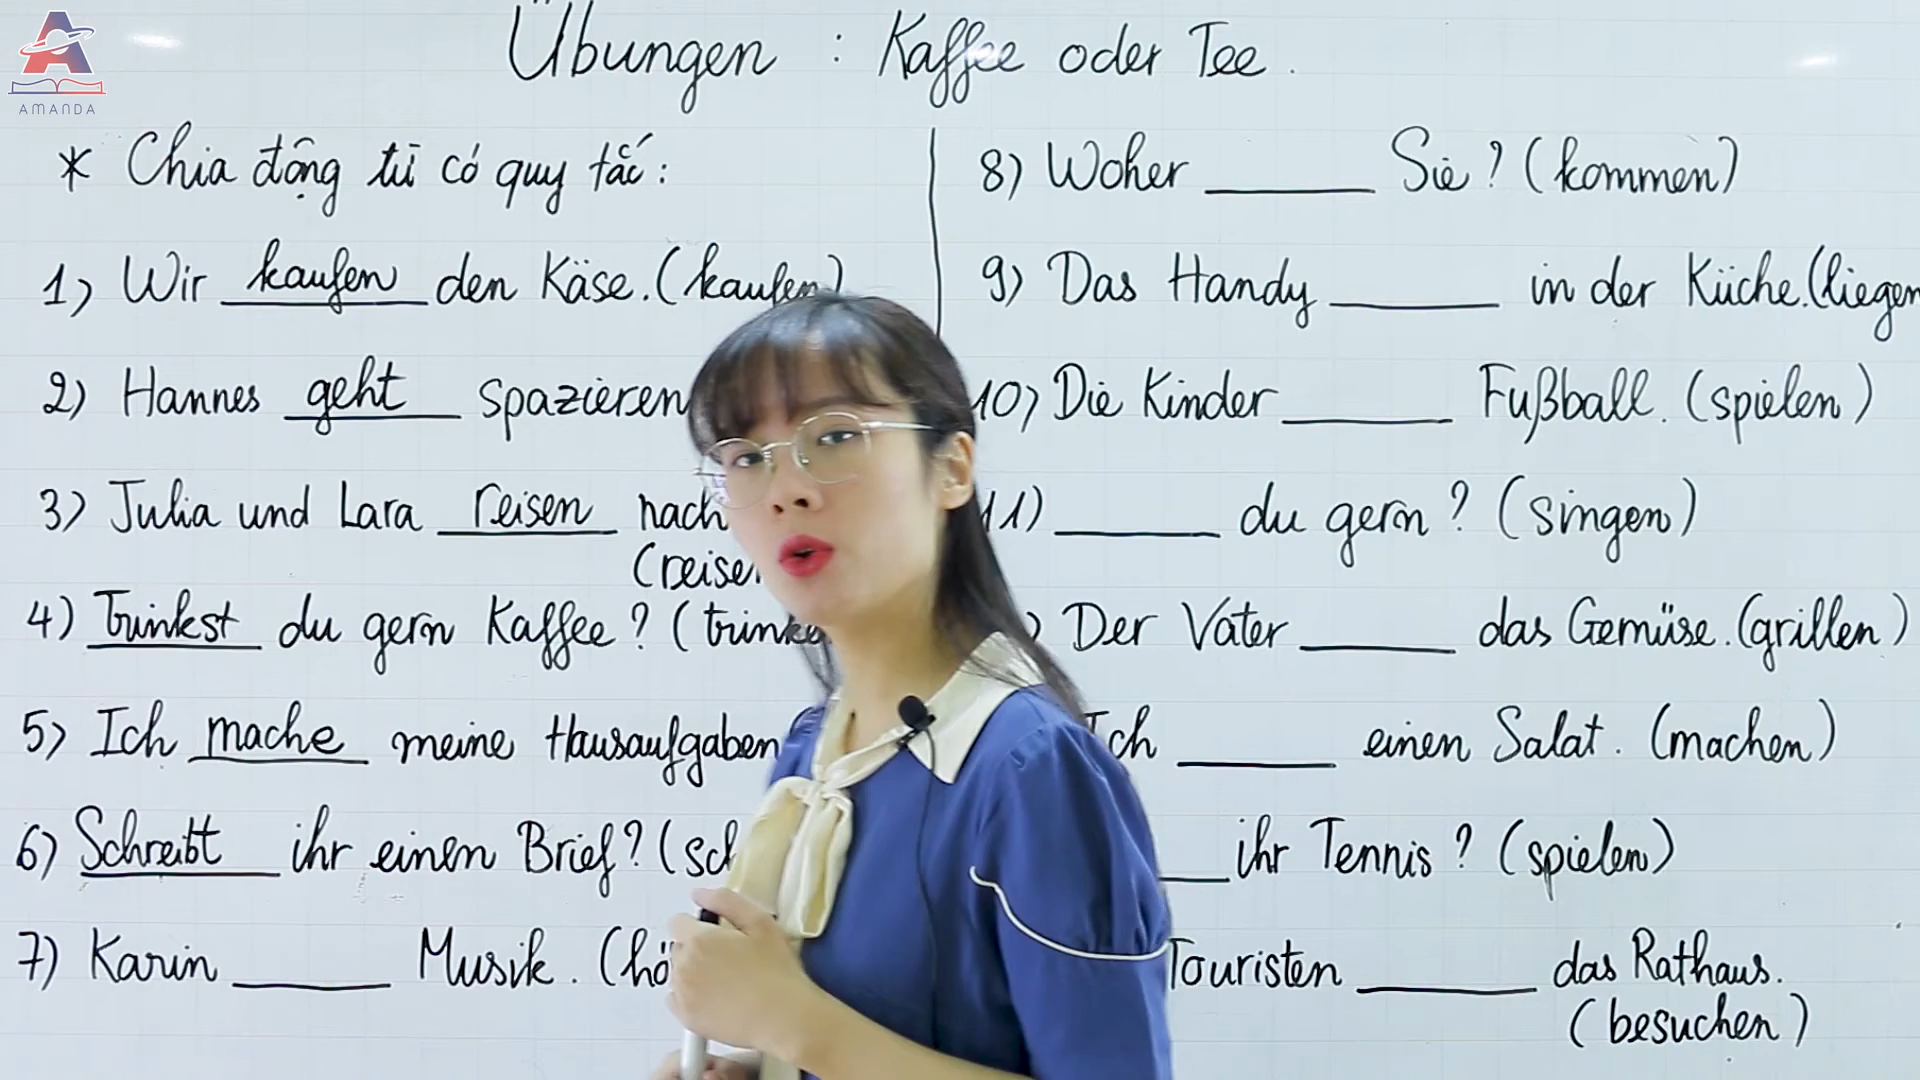 AMANDA
Übungen : Kaffee oder Tee.
* Chia động từ có quy tắc:
1) Wir kaufen den Käse. (kaufen)
2) Hannes geht spazieren
3) Julia und Lara reisen nach
(reisen
4) Trinkst du gern Kaffee? (trinke
5) Ich mache meine Hausaufgaben
6) Schreibt ihr einen Brief? (sch
7) Karin ______ Musik. (hö
8) Woher ______ Sie? (kommen)
9) Das Handy ______ in der Küche. (liegen
10) Die Kinder ______ Fußball. (spielen)
11) ______ du gern? (singen)
) Der Vater ______ das Gemüse. (grillen)
Ich ______ einen Salat. (machen)
______ ihr Tennis? (spielen)
Touristen ______ das Rathaus.
(besuchen)